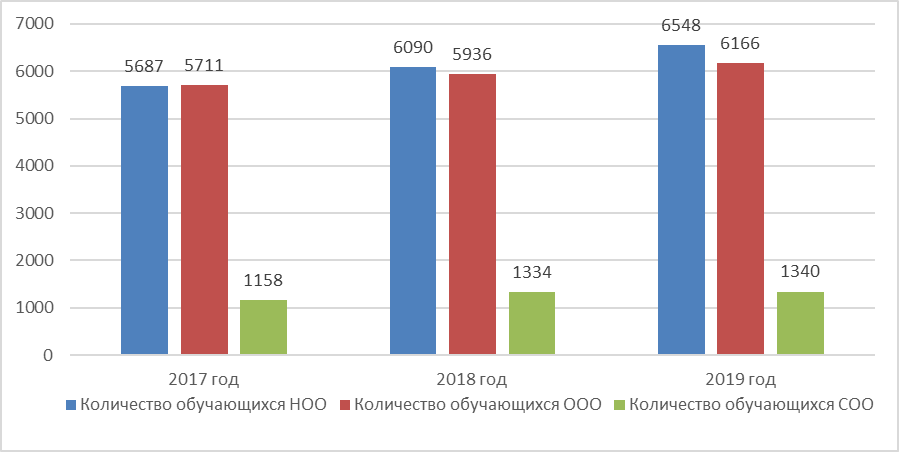 7000
6000
5000
4000
3000
2000
1000
0
5687
5711
1158
6090
5936
1334
6548
6166
1340
2017 год
2018 год
2019 год
Количество обучающихся НОО
Количество обучающихся ООО
Количество обучающихся СОО